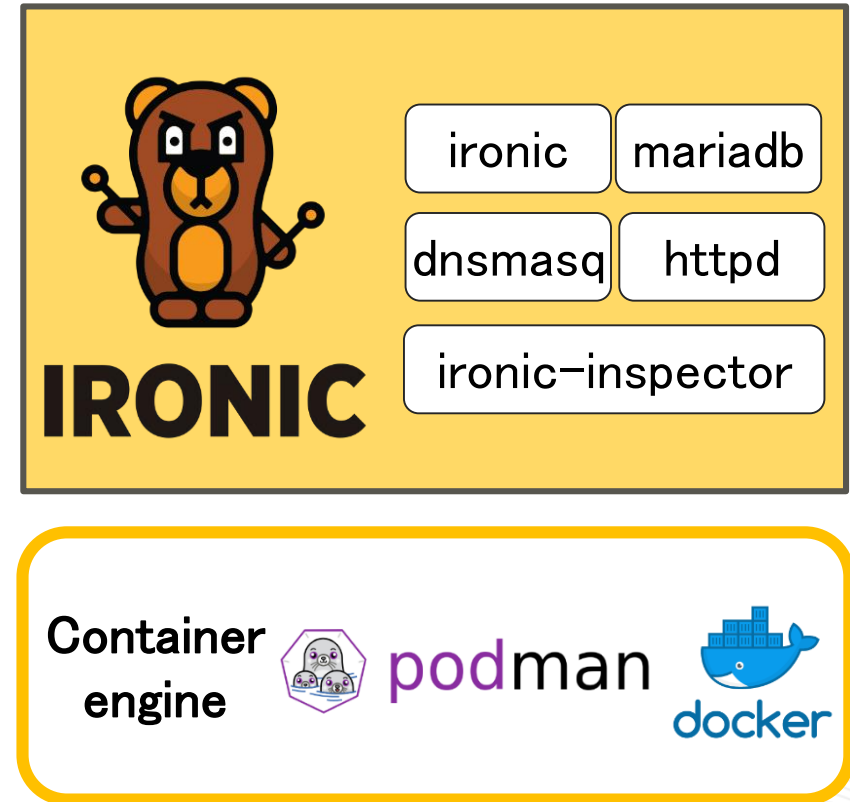 ironic mariadb
dnsmasq httpd
ironic-inspector
IRONIC
Container
engine
podman
docker